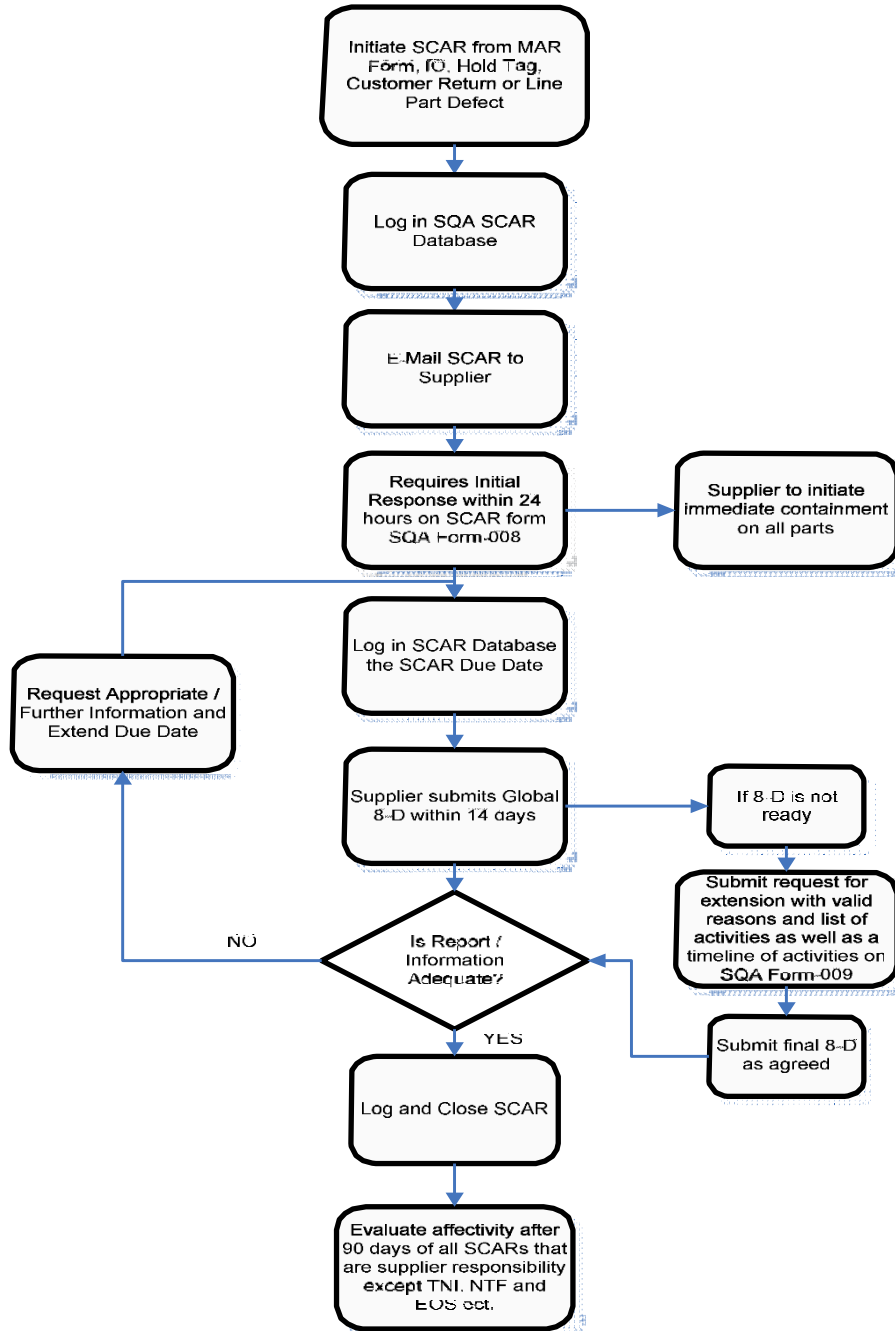 Initiate SCAR from MAR
Form, IO, Hold Tag,
Customer Return or Line
Part Defect
Log in SQA SCAR
Database
E-Mail SCAR to
Supplier
Requires Initial
Response within 24
hours on SCAR form
SQA Form-008
Supplier to initiate
immediate containment
on all parts
Log in SCAR Database
the SCAR Due Date
Request Appropriate /
Further Information and
Extend Due Date
Supplier submits Global
8-D within 14 days
If 8-D is not
ready
Submit request for
extension with valid
reasons and list of
activities as well as a
timeline of activities on
SQA Form-009
NO
Is Report /
Information
Adequate?
Submit final 8-D
as agreed
YES
Log and Close SCAR
Evaluate affectivity after
90 days of all SCARs that
are supplier responsibility
except TNI, NTF and
EOS ect.